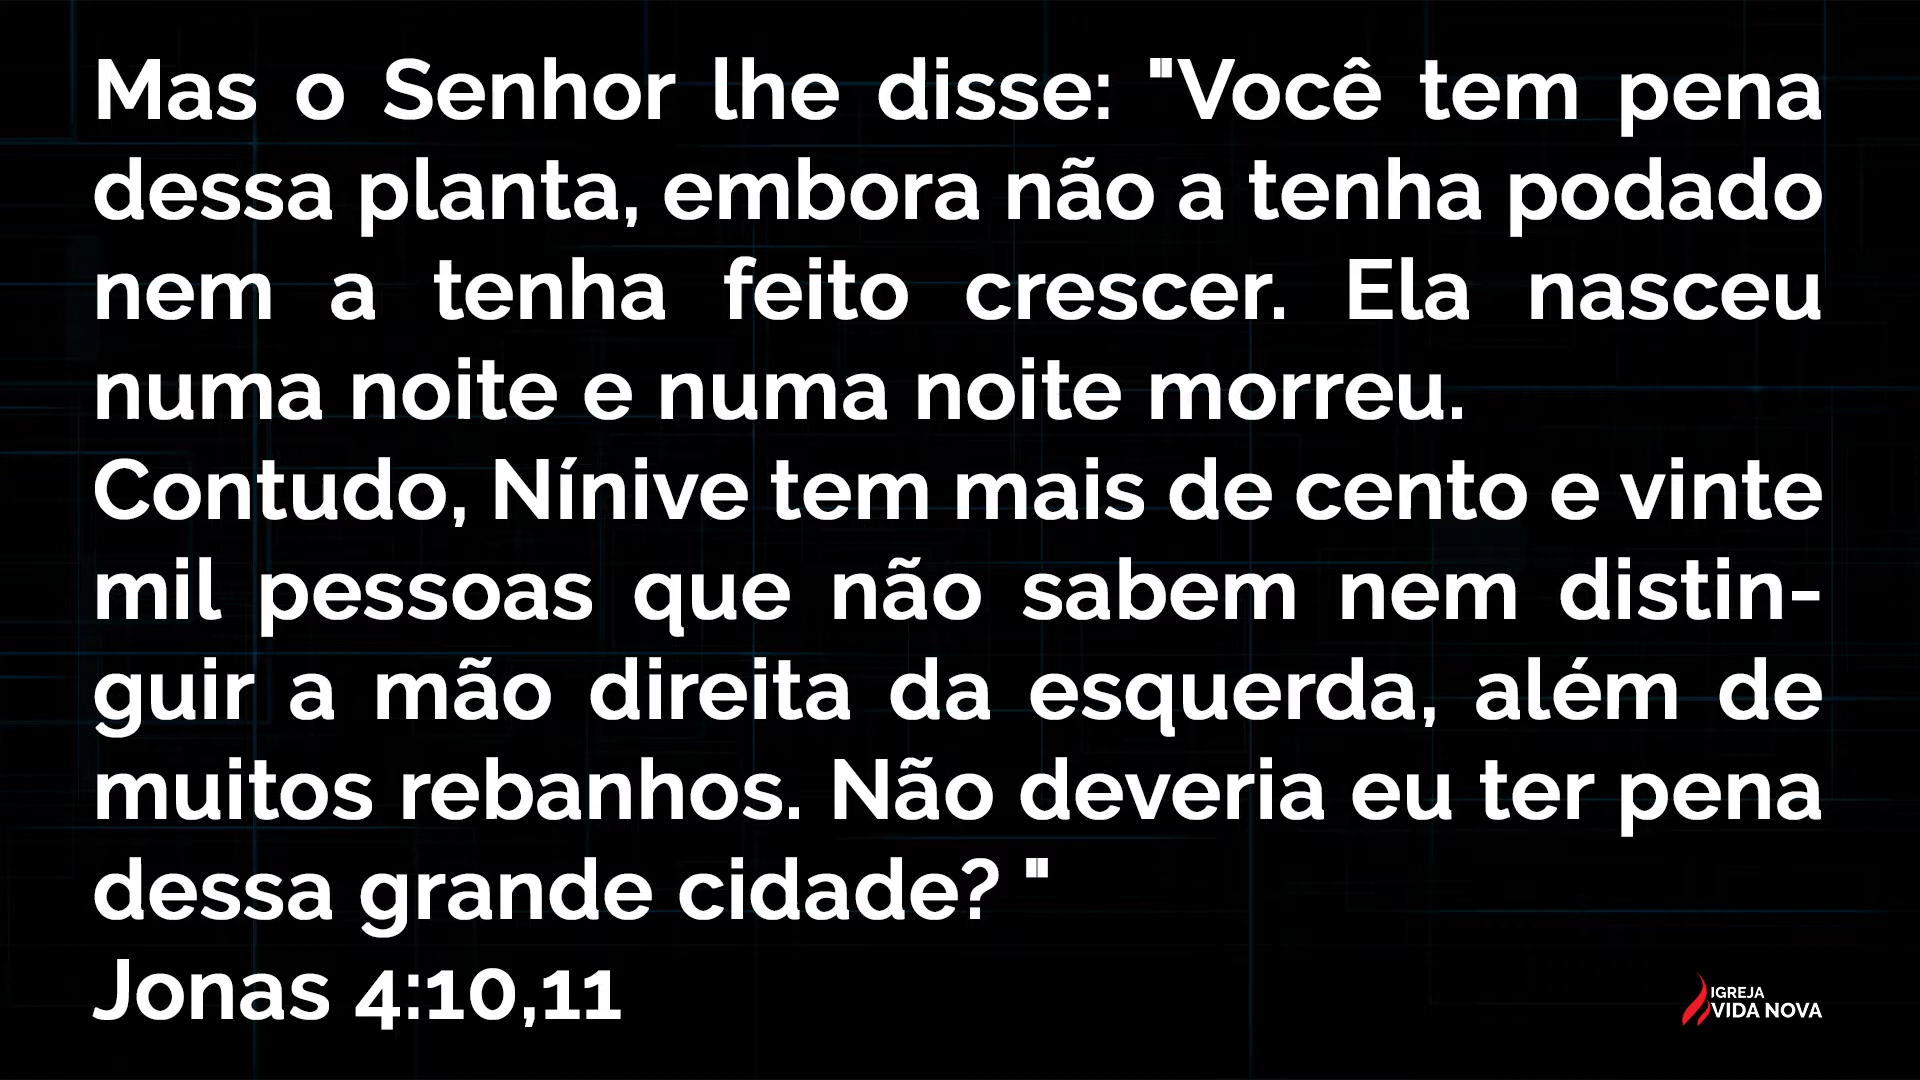 Mas o Senhor lhe disse: "Você tem pena
dessa planta, embora não a tenha podado
nem a tenha feito crescer. Ela nasceu
numa noite e numa noite morreu.
Contudo, Nínive tem mais de cento e vinte
mil pessoas que não sabem nem distin-
guir a mão direita da esquerda, além de
muitos rebanhos. Não deveria eu ter pena
dessa grande cidade? "
Jonas 4:10,11
IGREJA
VIDA NOVA